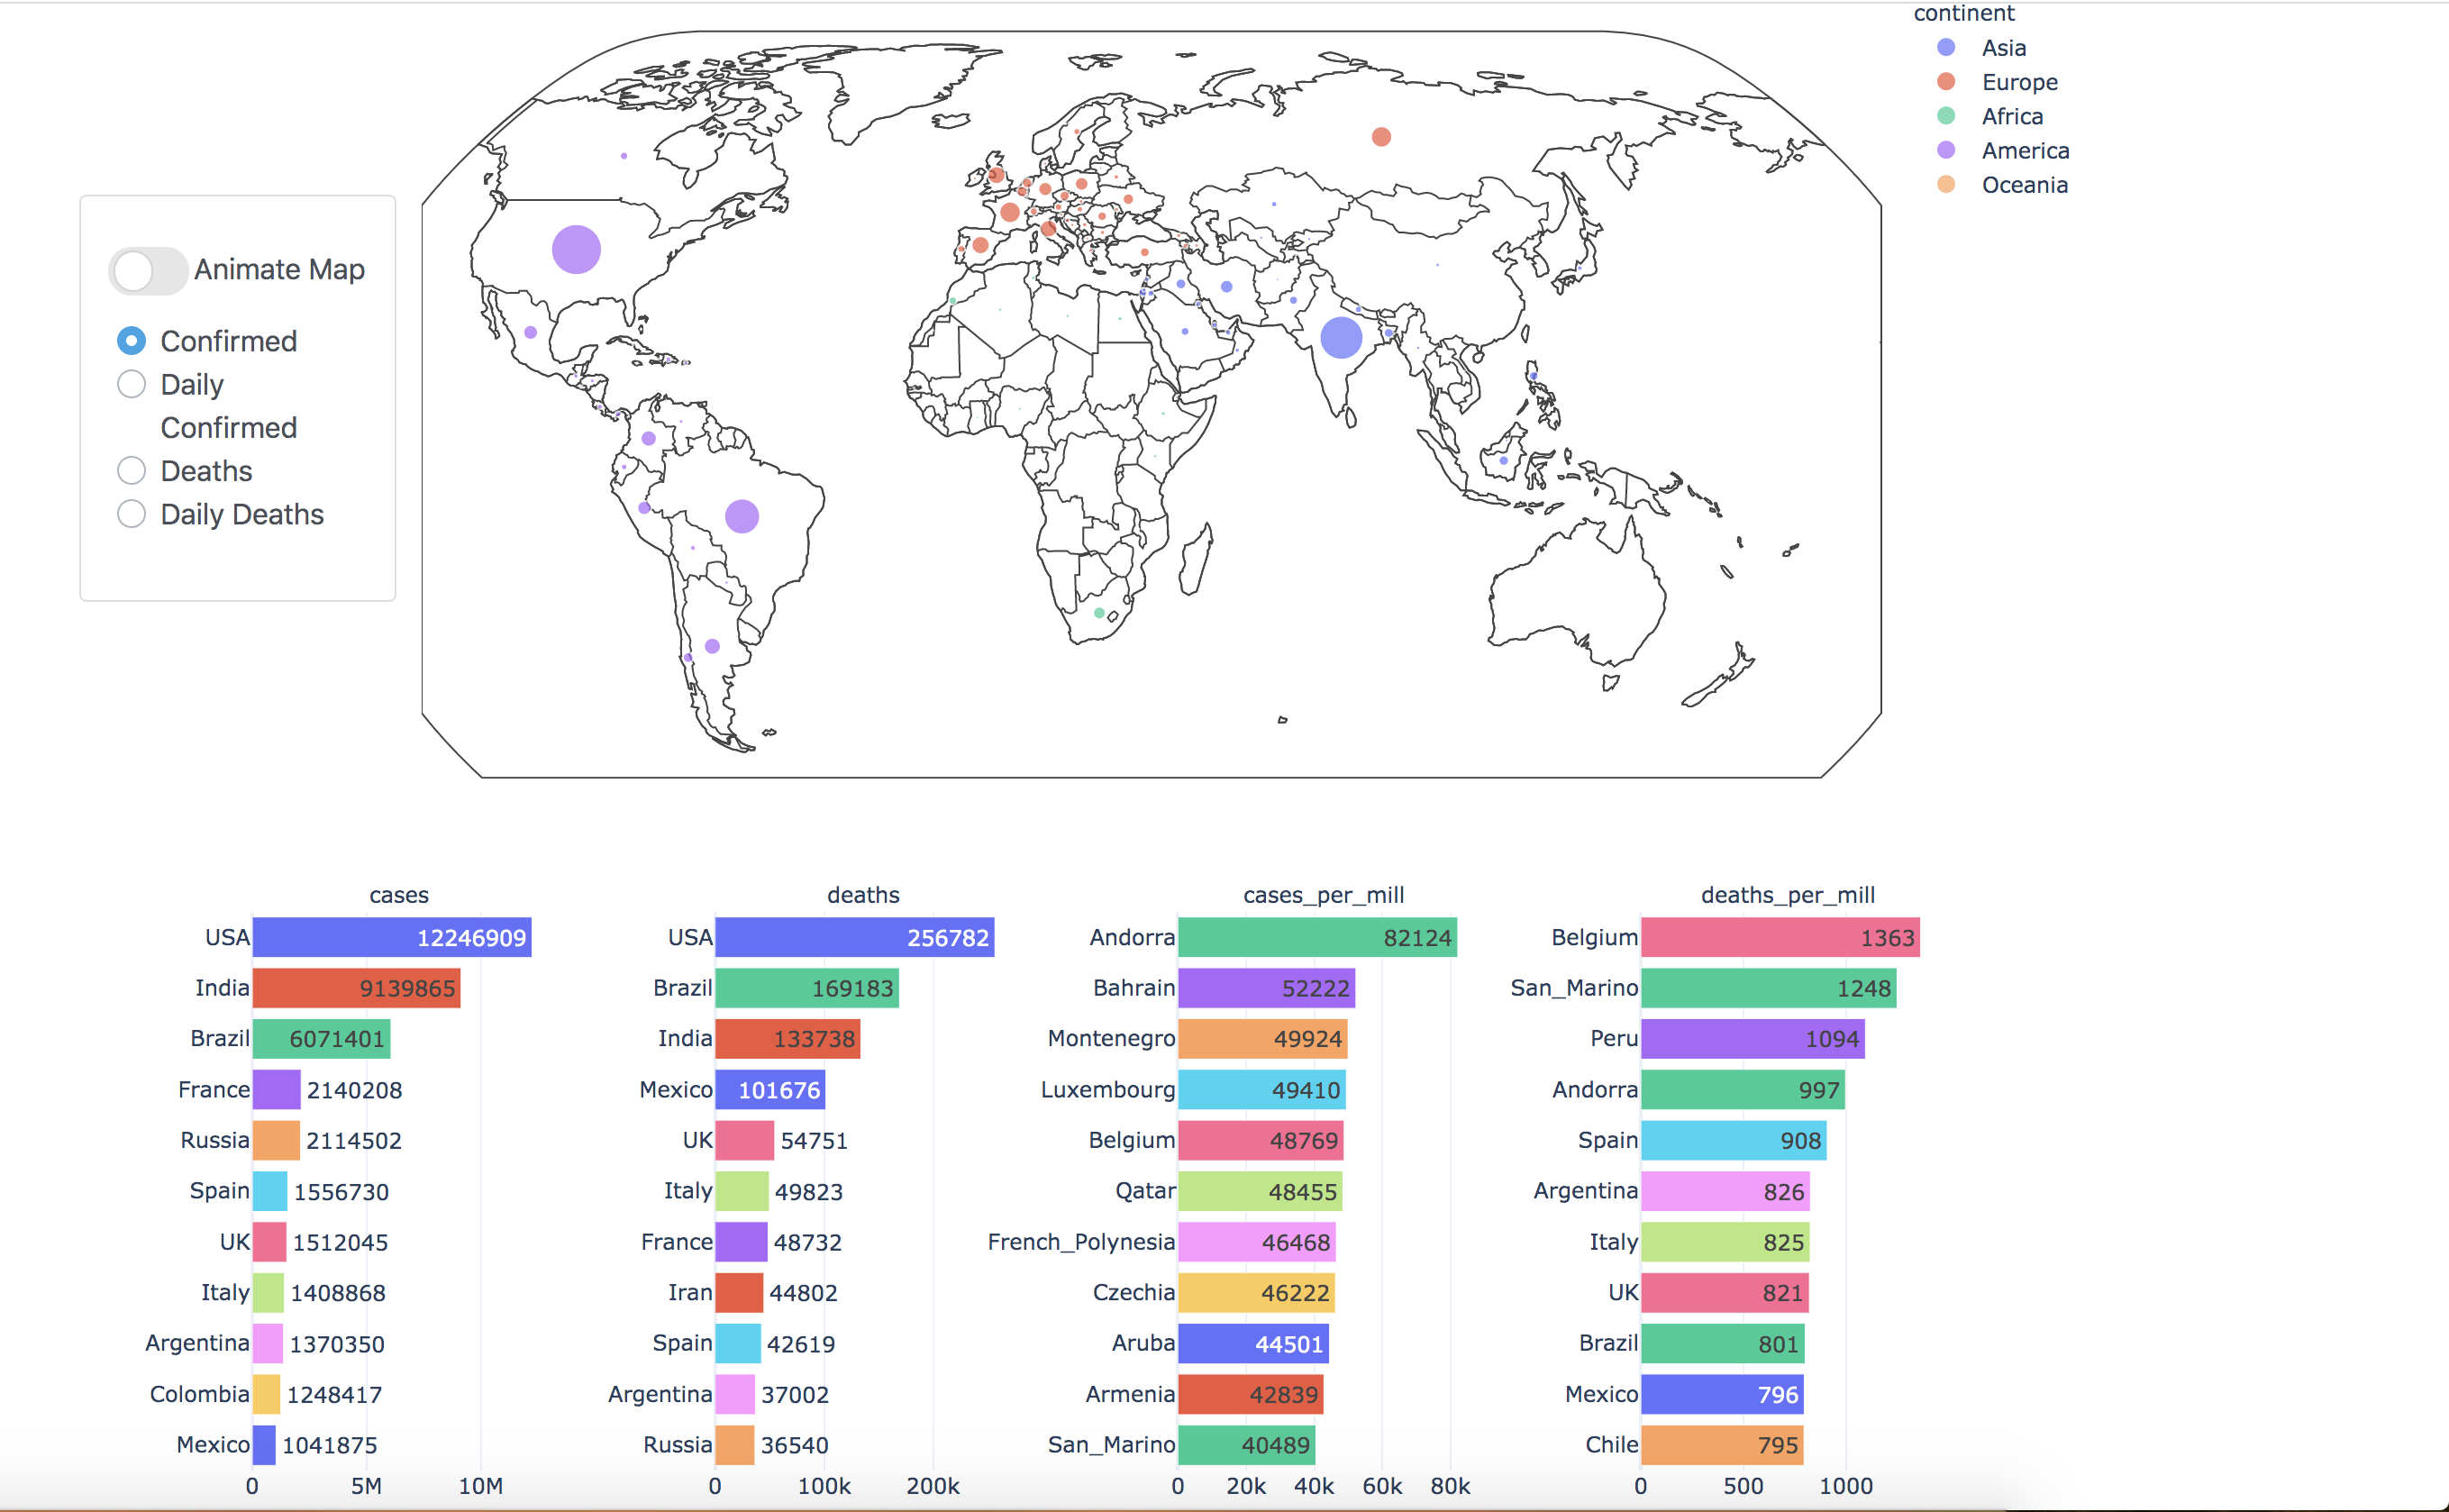 continent
Asia
Europe
Africa
America
Oceania
Animate Map
Confirmed
Daily
Confirmed
Deaths
Daily Deaths
cases
USA 12246909
India 9139865
Brazil 6071401
France 2140208
Russia 2114502
Spain 1556730
UK 1512045
Italy 1408868
Argentina 1370350
Colombia 1248417
Mexico 1041875
0 5M 10M
deaths
USA 256782
Brazil 169183
India 133738
Mexico 101676
UK 54751
Italy 49823
France 48732
Iran 44802
Spain 42619
Argentina 37002
Russia 36540
0 100k 200k
cases_per_mill
Andorra 82124
Bahrain 52222
Montenegro 49924
Luxembourg 49410
Belgium 48769
Qatar 48455
French_Polynesia 46468
Czechia 46222
Aruba 44501
Armenia 42839
San_Marino 40489
0 20k 40k 60k 80k
deaths_per_mill
Belgium 1363
San_Marino 1248
Peru 1094
Andorra 997
Spain 908
Argentina 826
Italy 825
UK 821
Brazil 801
Mexico 796
Chile 795
0 500 1000